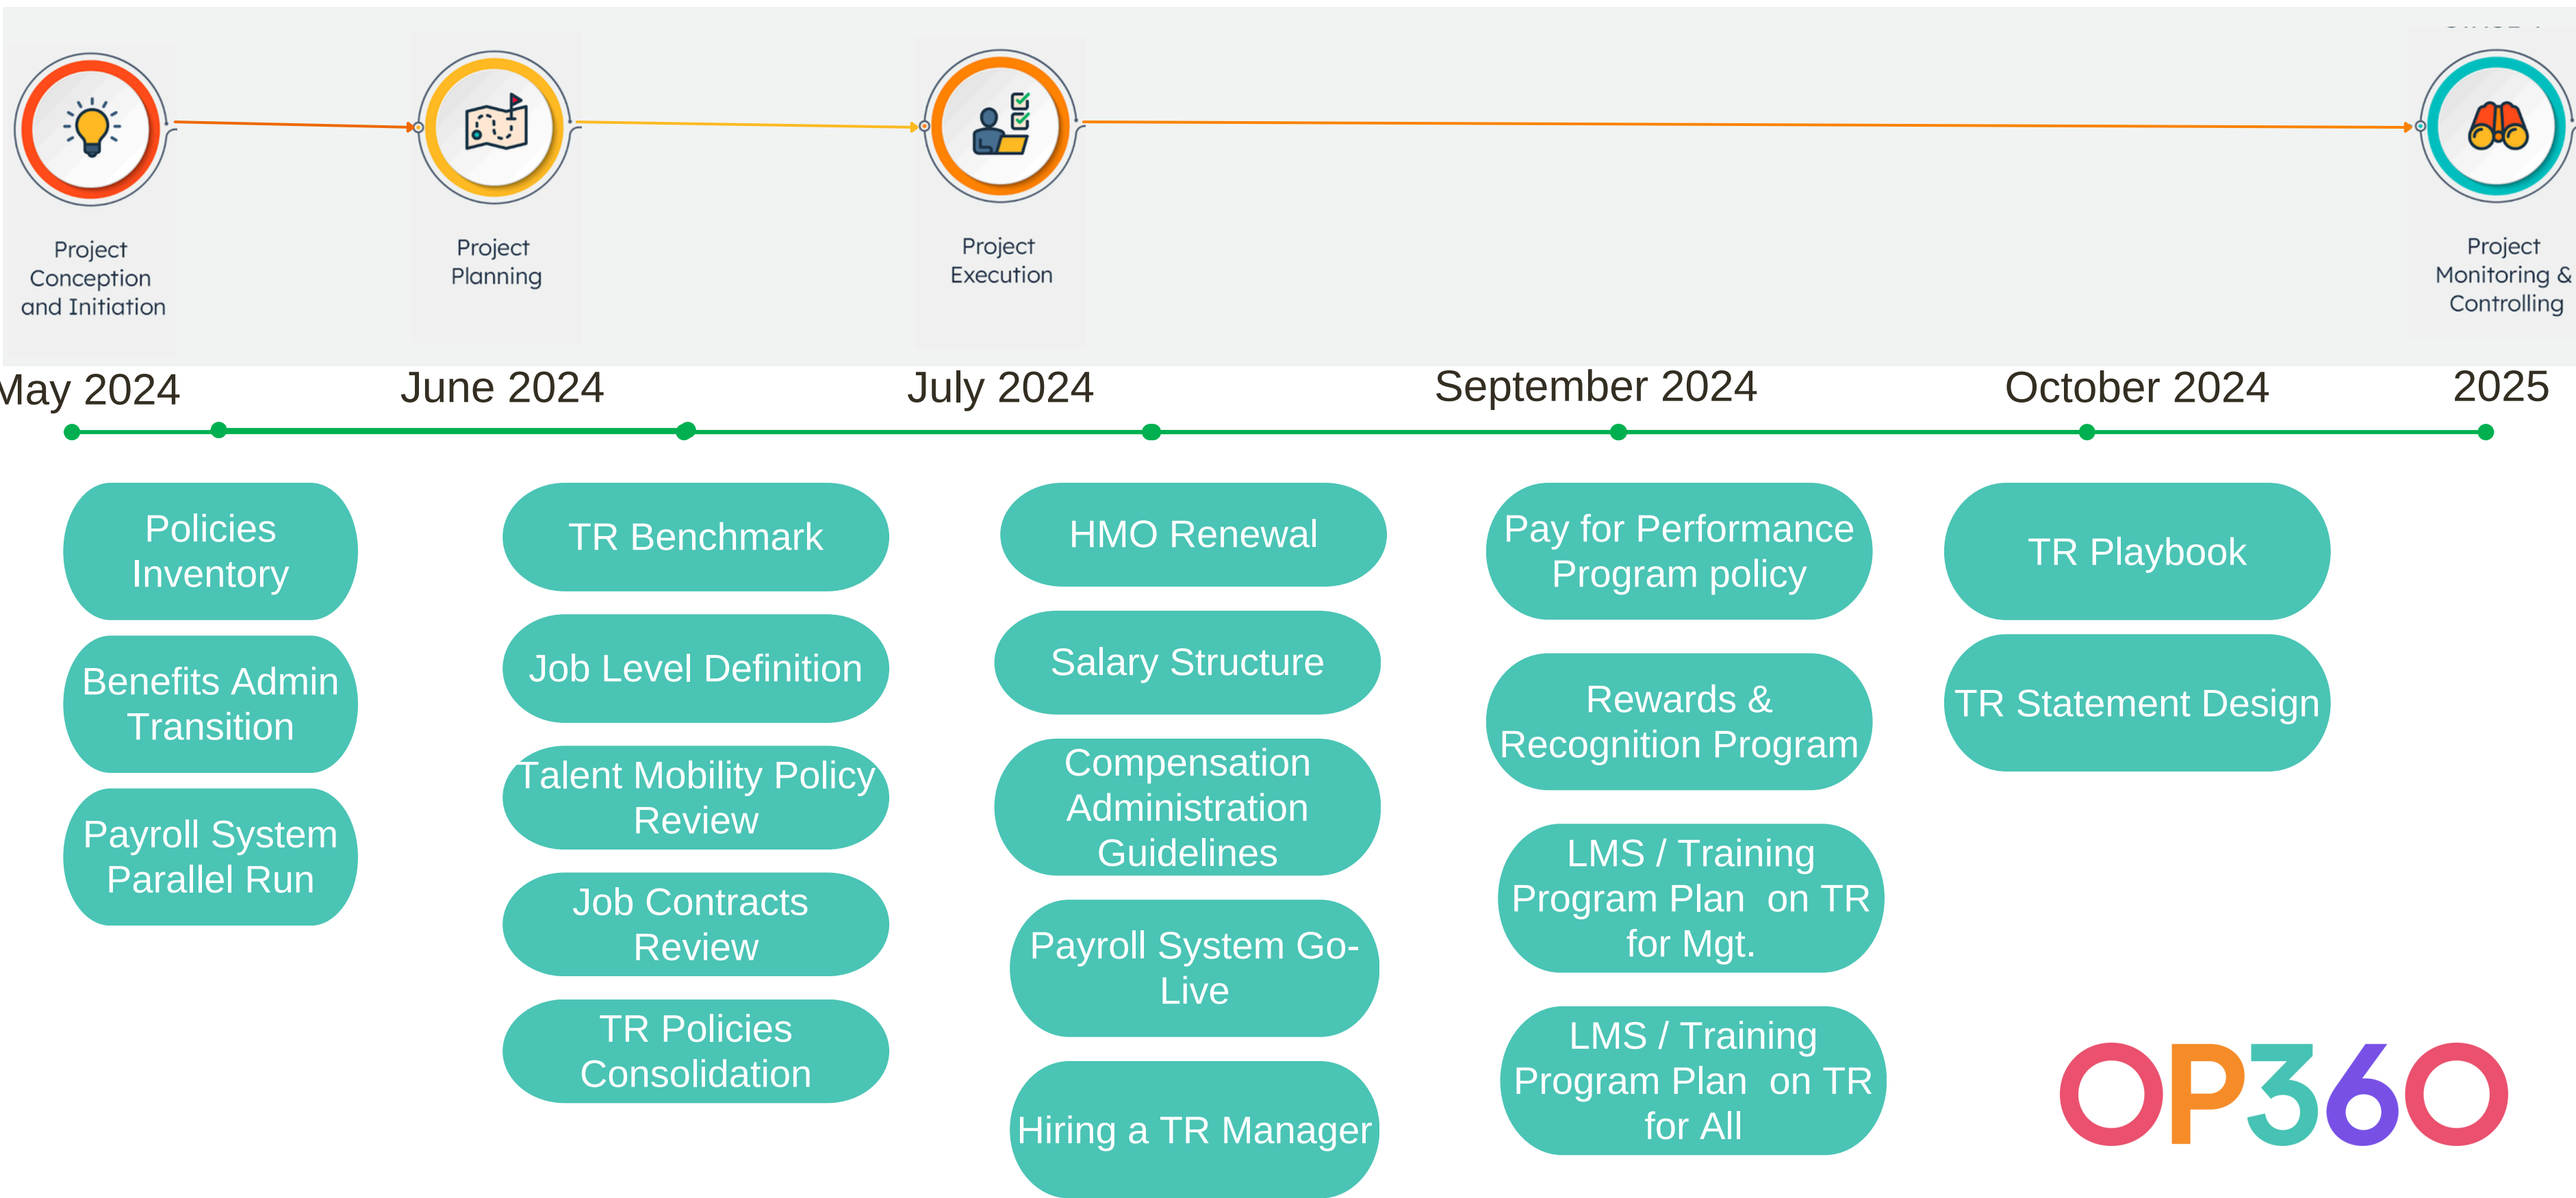 Project
Conception
and Initiation
Project
Planning
Project
Execution
Project
Monitoring &
Controlling
May 2024
June 2024
July 2024
September 2024
October 2024
2025
Policies
Inventory
Benefits Admin
Transition
Payroll System
Parallel Run
TR Benchmark
Job Level Definition
Talent Mobility Policy
Review
Job Contracts
Review
TR Policies
Consolidation
HMO Renewal
Salary Structure
Compensation
Administration
Guidelines
Payroll System Go-
Live
Hiring a TR Manager
Pay for Performance
Program policy
Rewards &
Recognition Program
LMS / Training
Program Plan  on TR
for Mgt.
LMS / Training
Program Plan  on TR
for All
TR Playbook
TR Statement Design
OP360